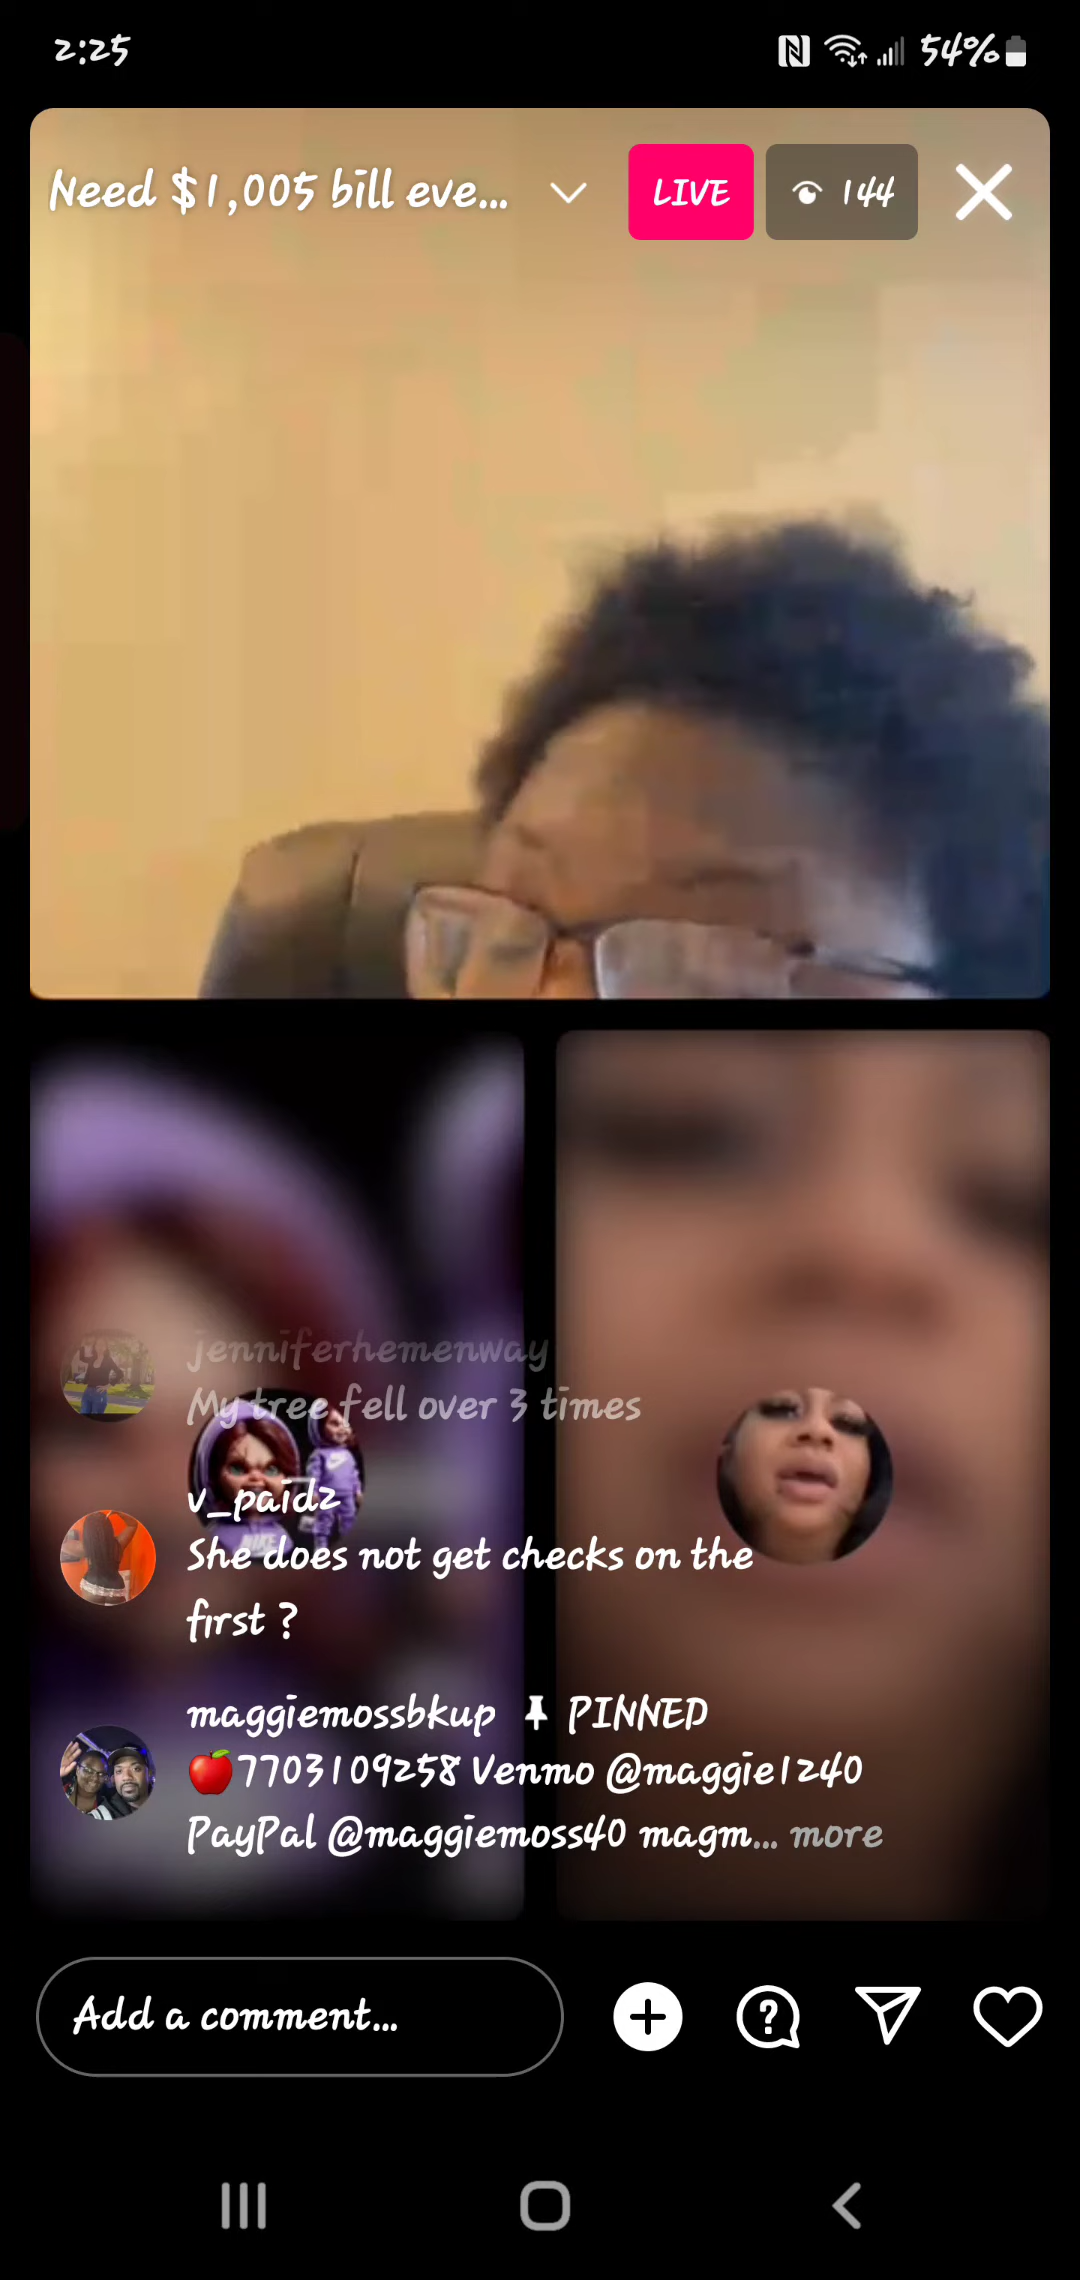 2:25 54%
Need $1,005 bill eve... LIVE 144
jenniferhemenway
My tree fell over 3 times
v_paidz
She does not get checks on the
first ?
maggiemossbkup PINNED
🍎7703109258 Venmo @maggie1240
PayPal @maggiemoss40 magm... more
Add a comment...